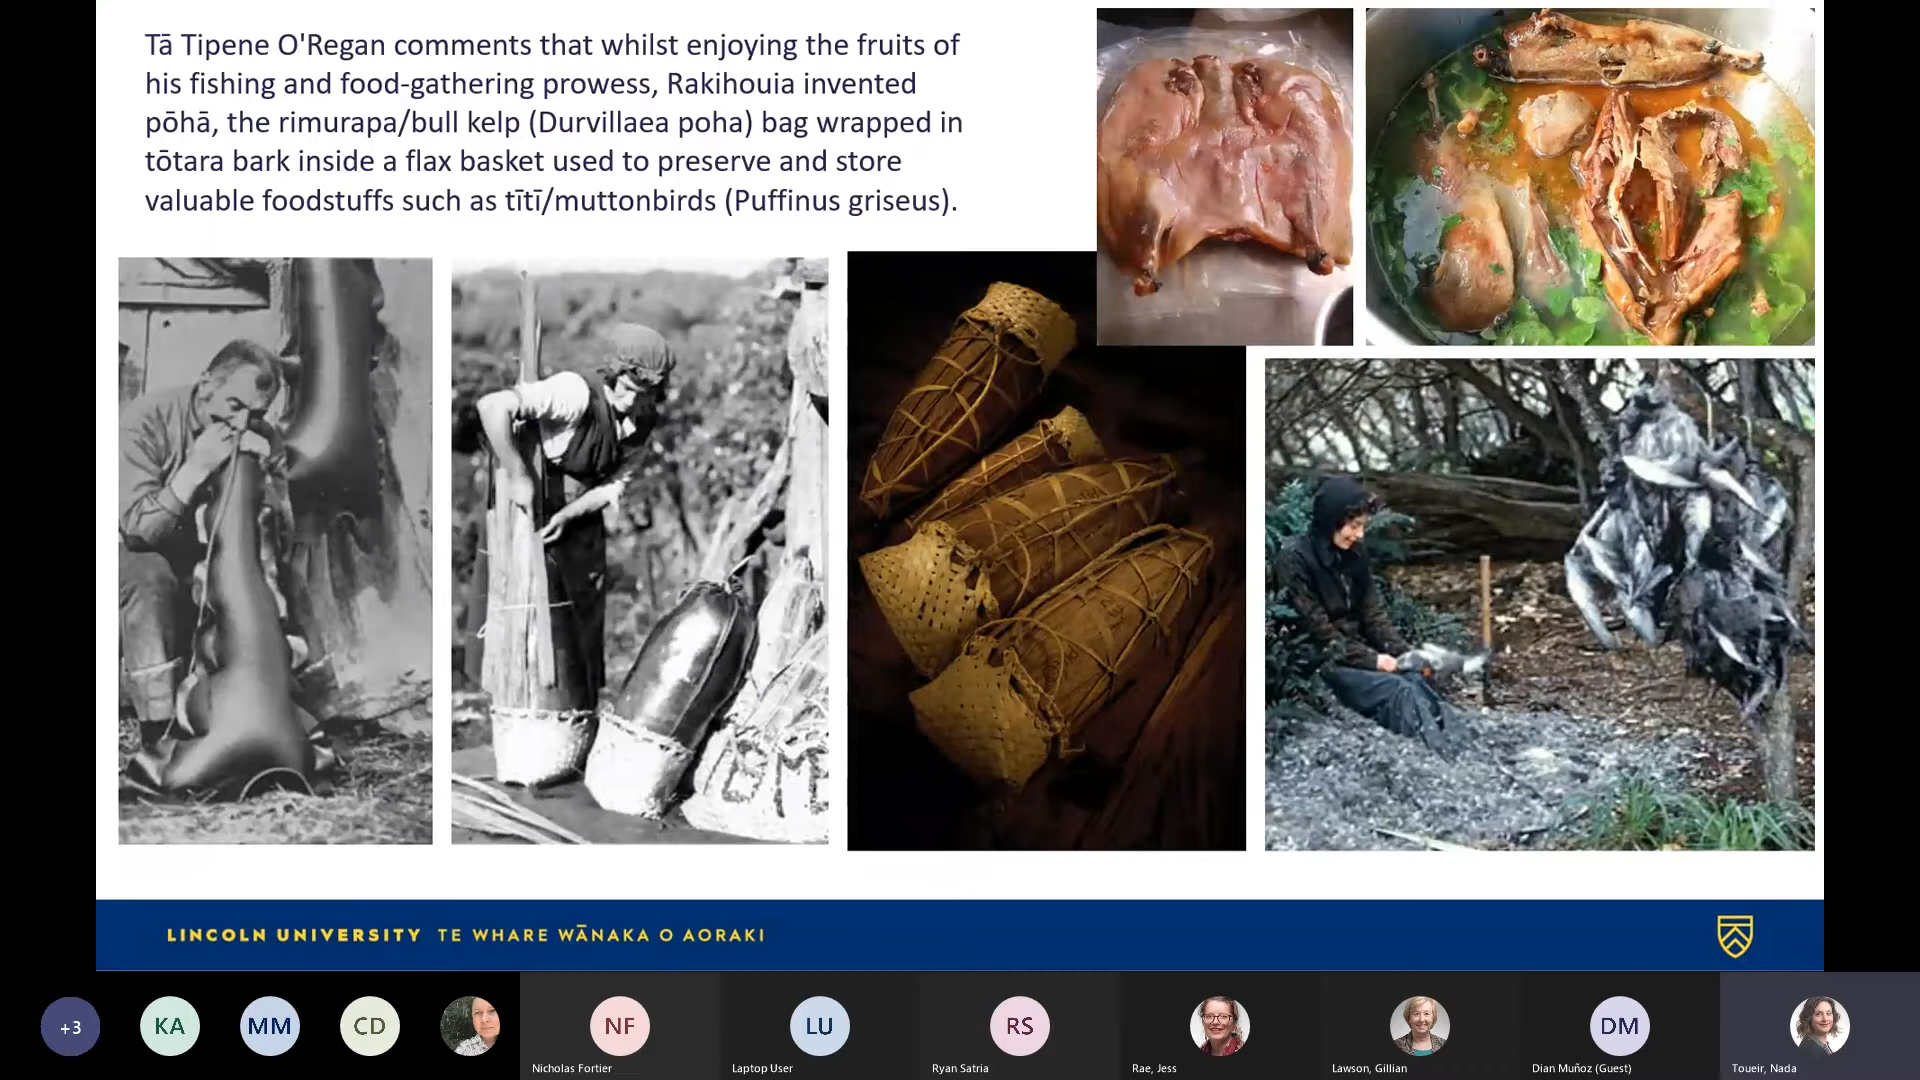 Tā Tipene O'Regan comments that whilst enjoying the fruits of
his fishing and food-gathering prowess, Rakihouia invented
pōhā, the rimurapa/bull kelp (Durvillaea poha) bag wrapped in
tōtara bark inside a flax basket used to preserve and store
valuable foodstuffs such as tītī/muttonbirds (Puffinus griseus).
LINCOLN UNIVERSITY TE WHARE WĀNAKA O AORAKI
+3
KA
MM
CD
NF
LU
RS
DM
Nicholas Fortier
Laptop User
Ryan Satria
Rae, Jess
Lawson, Gillian
Dian Muñoz (Guest)
Toueir, Nada